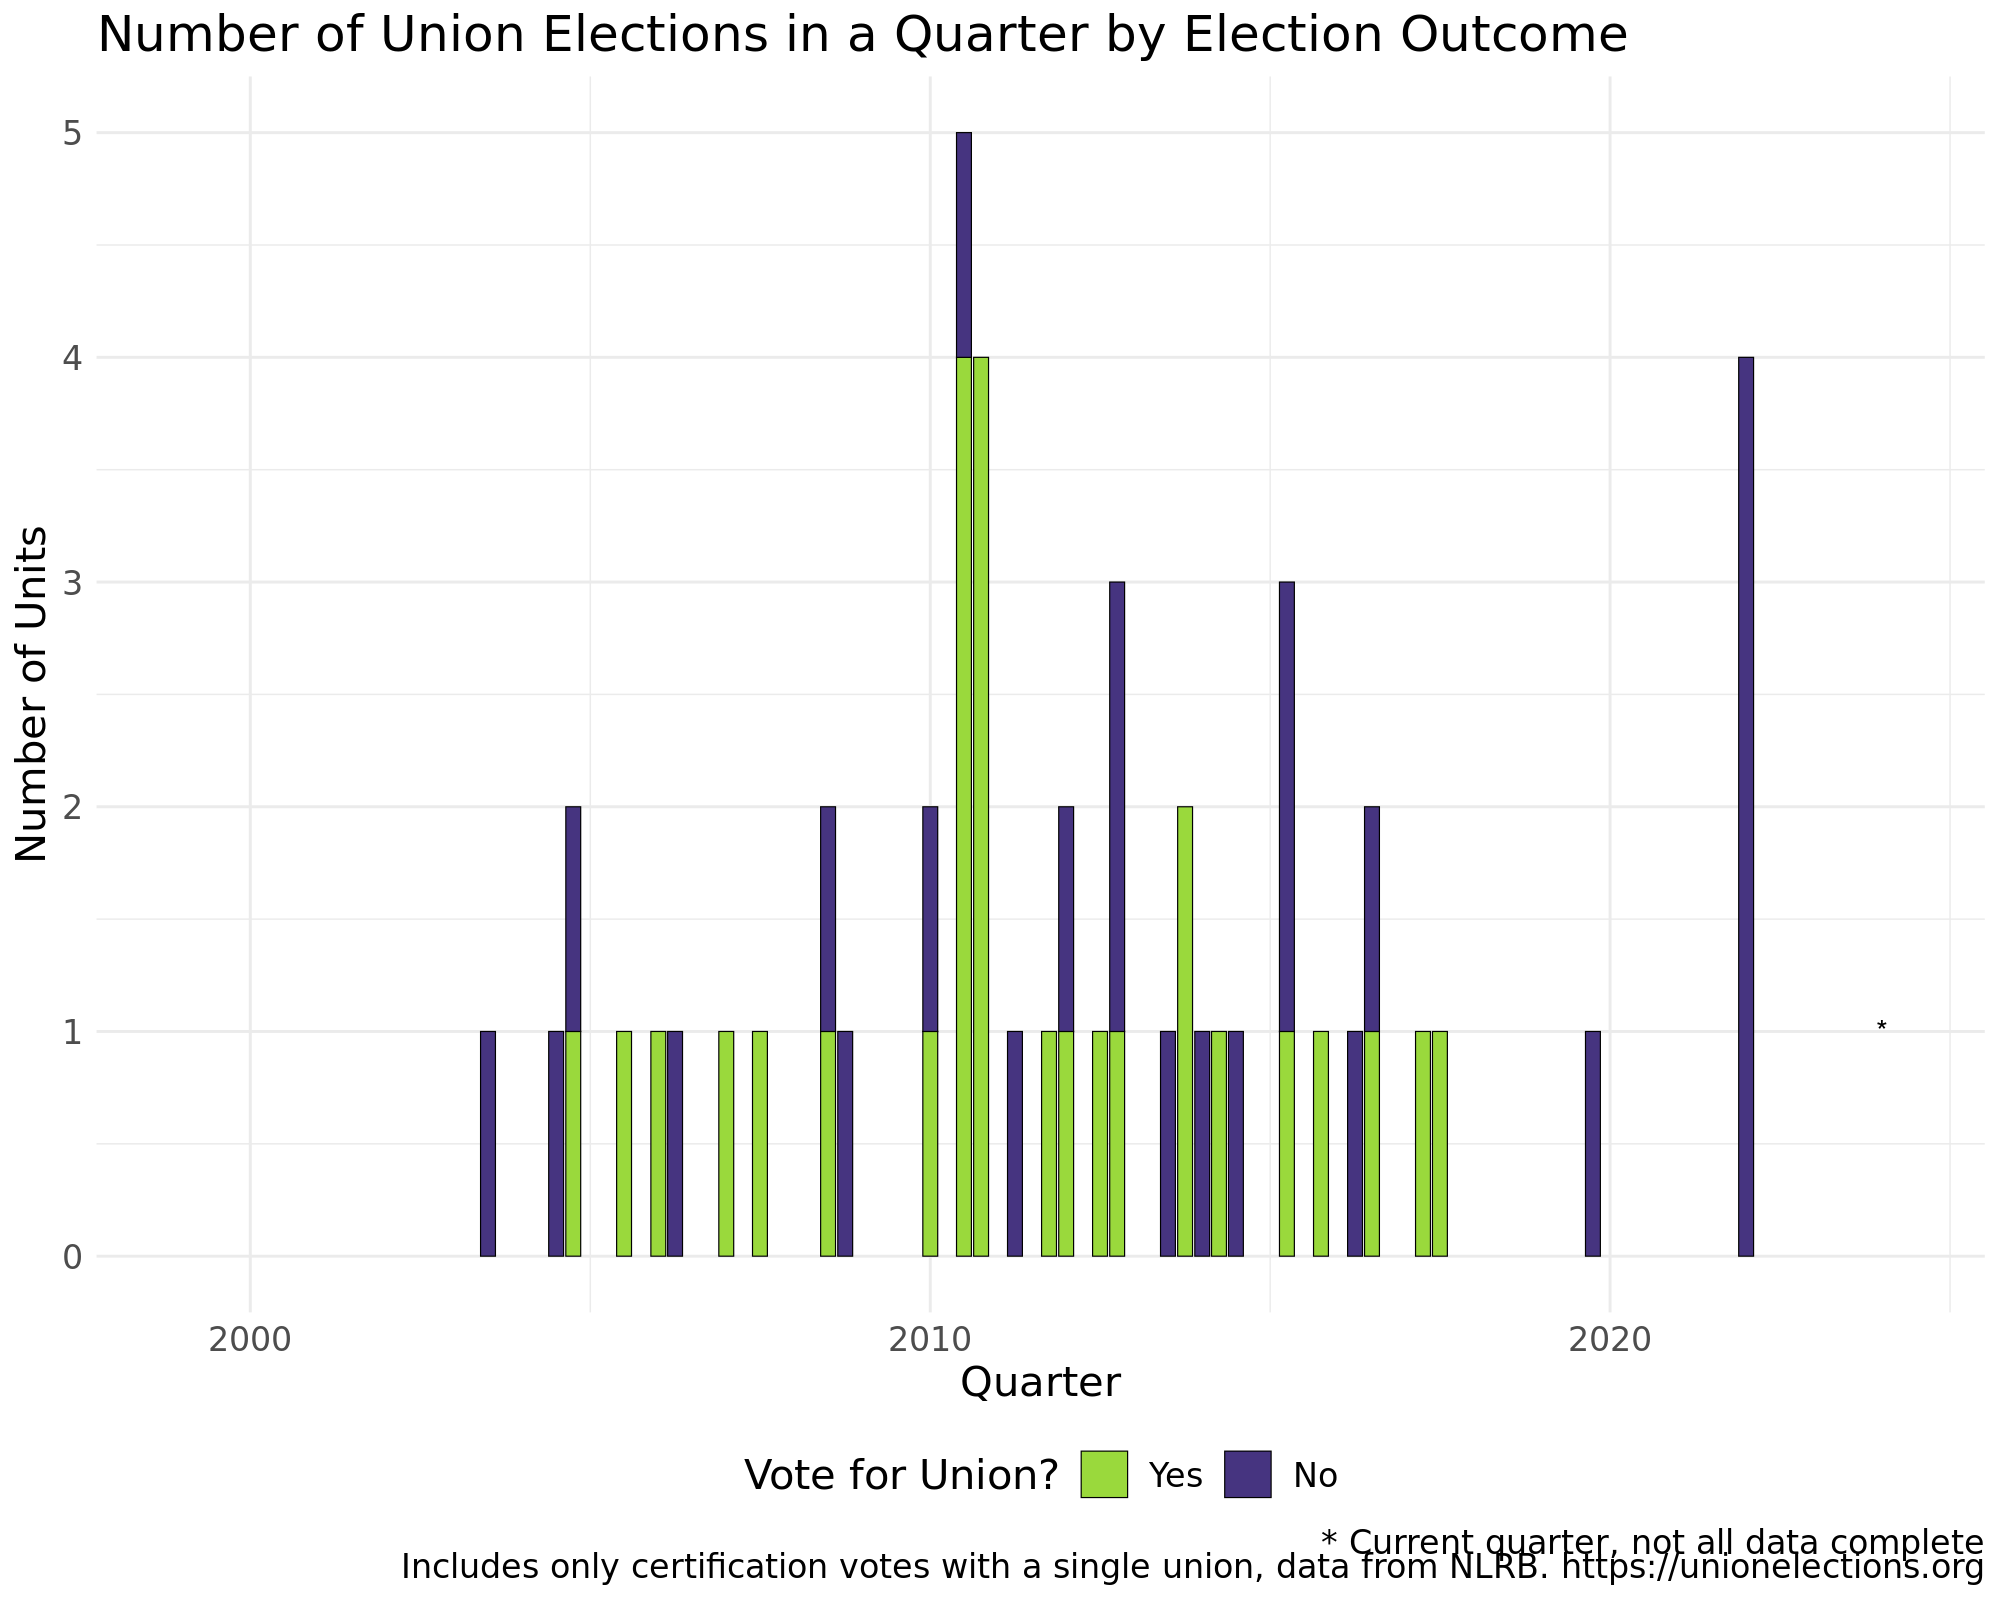 Number of Union Elections in a Quarter by Election Outcome
Number of Units
5
4
3
2
1
0
*
2000 2010 2020
Quarter
Vote for Union? Yes No
* Current quarter, not all data complete
Includes only certification votes with a single union, data from NLRB. https://unionelections.org